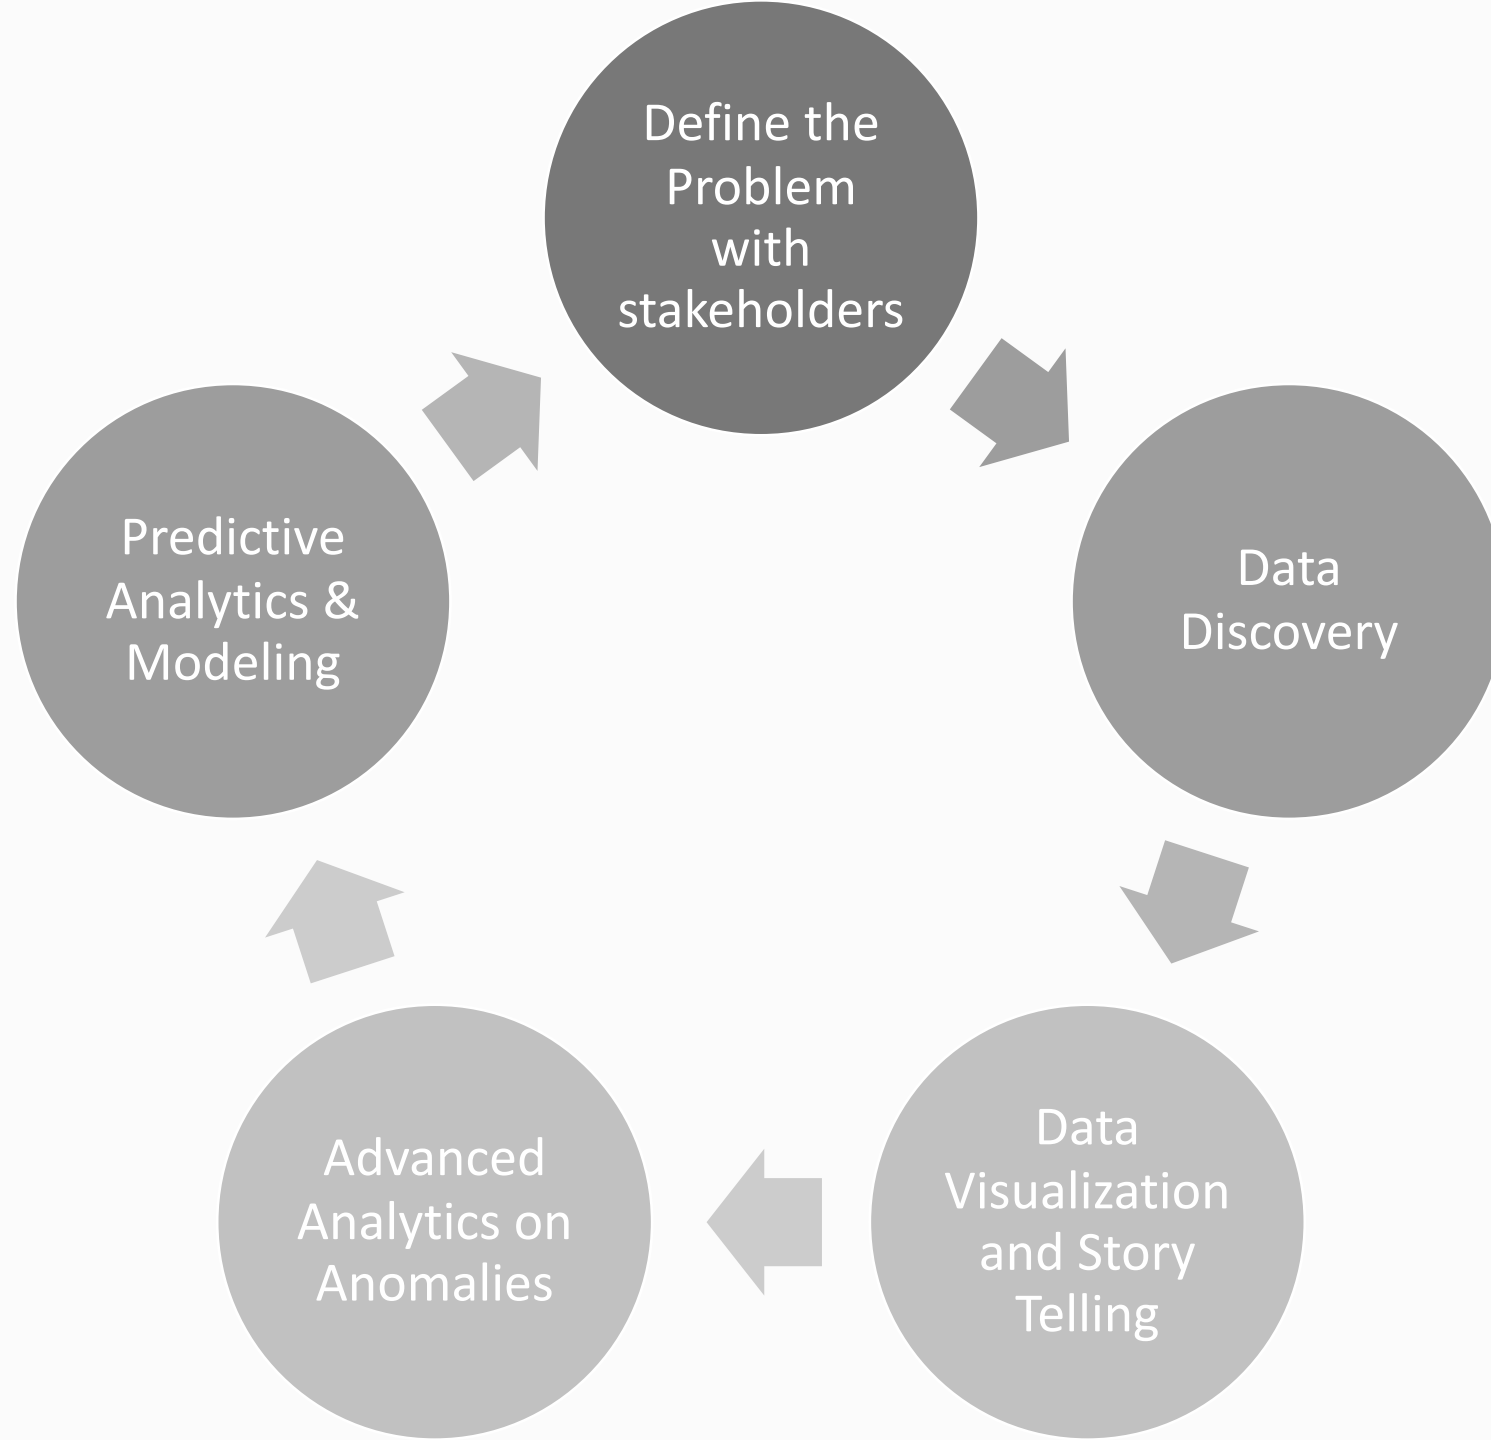 Define the
Problem
with
stakeholders
Data
Discovery
Data
Visualization
and Story
Telling
Advanced
Analytics on
Anomalies
Predictive
Analytics &
Modeling